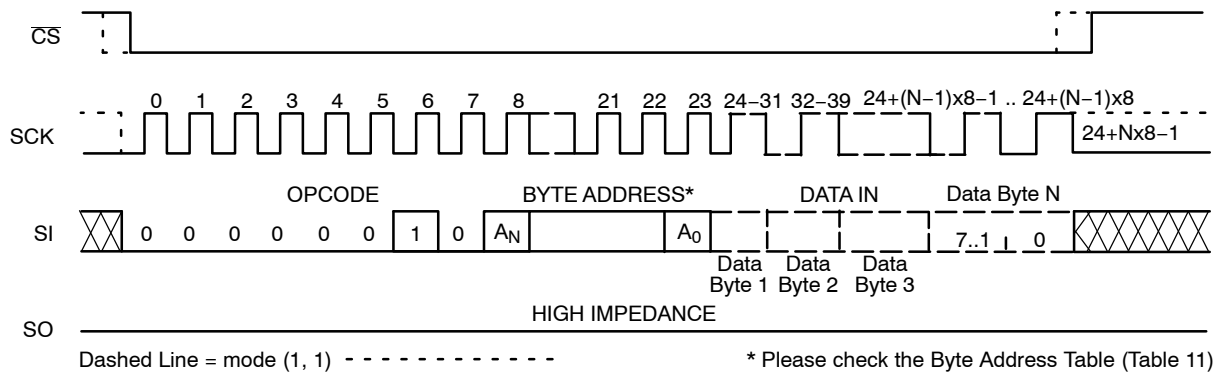 CS
0 1 2 3 4 5 6 7 8 21 22 23 24–31 32–39 24+(N–1)x8–1 .. 24+(N–1)x8
SCK
24+Nx8–1
OPCODE BYTE ADDRESS* DATA IN Data Byte N
SI 0 0 0 0 0 0 1 0 AN A0 7..1 0
Data Byte 1
Data Byte 2
Data Byte 3
HIGH IMPEDANCE
SO
Dashed Line = mode (1, 1) * Please check the Byte Address Table (Table 11)